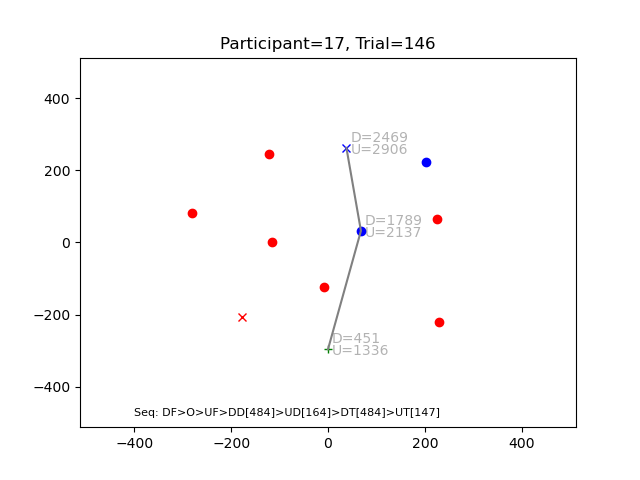 Participant=17, Trial=146
400
200
0
−200
−400
D=2469
U=2906
D=1789
U=2137
D=451
U=1336
Seq: DF>O>UF>DD[484]>UD[164]>DT[484]>UT[147]
−400
−200
0
200
400